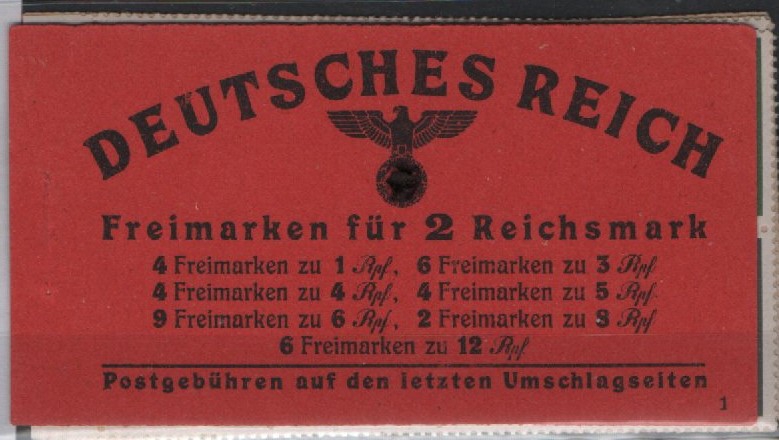 DEUTSCHES REICH
Freimarken für 2 Reichsmark
4 Freimarken zu 1 Rpf, 6 Freimarken zu 3 Rpf
4 Freimarken zu 4 Rpf, 4 Freimarken zu 5 Rpf
9 Freimarken zu 6 Rpf, 2 Freimarken zu 8 Rpf
6 Freimarken zu 12 Rpf
Postgebühren auf den letzten Umschlagseiten
1